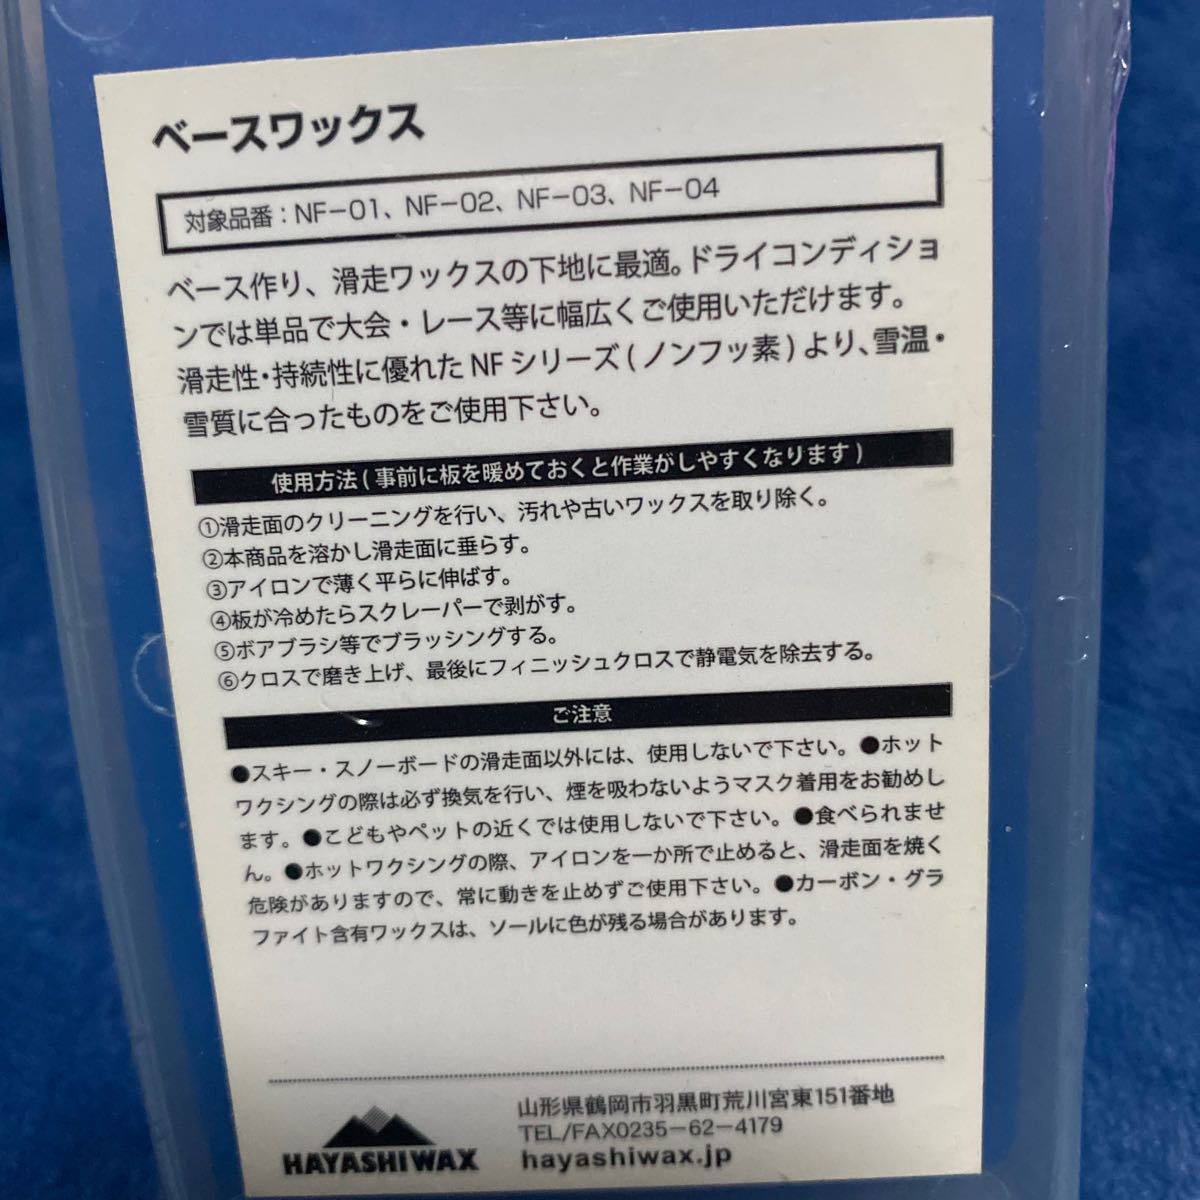 ベースワックス
対象品番：NF−01、NF−02、NF−03、NF−04
ベース作り、滑走ワックスの下地に最適。ドライコンディショ
ンでは単品で大会・レース等に幅広くご使用いただけます。
滑走性・持続性に優れた NF シリーズ ( ノンフッ素 ) より、雪温・
雪質に合ったものをご使用下さい。
使用方法 ( 事前に板を暖めておくと作業がしやすくなります )
①滑走面のクリーニングを行い、汚れや古いワックスを取り除く。
②本商品を溶かし滑走面に垂らす。
③アイロンで薄く平らに伸ばす。
④板が冷めたらスクレーパーで剥がす。
⑤ボアブラシ等でブラッシングする。
⑥クロスで磨き上げ、最後にフィニッシュクロスで静電気を除去する。
ご注意
●スキー・スノーボードの滑走面以外には、使用しないで下さい。●ホット
ワクシングの際は必ず換気を行い、煙を吸わないようマスク着用をお勧めし
ます。●こどもやペットの近くでは使用しないで下さい。●食べられませ
ん。●ホットワクシングの際、アイロンを一か所で止めると、滑走面を焼く
危険がありますので、常に動きを止めずご使用下さい。●カーボン・グラ
ファイト含有ワックスは、ソールに色が残る場合があります。
山形県鶴岡市羽黒町荒川宮東151番地
TEL/FAX0235−62−4179
HAYASHIWAX hayashiwax.jp